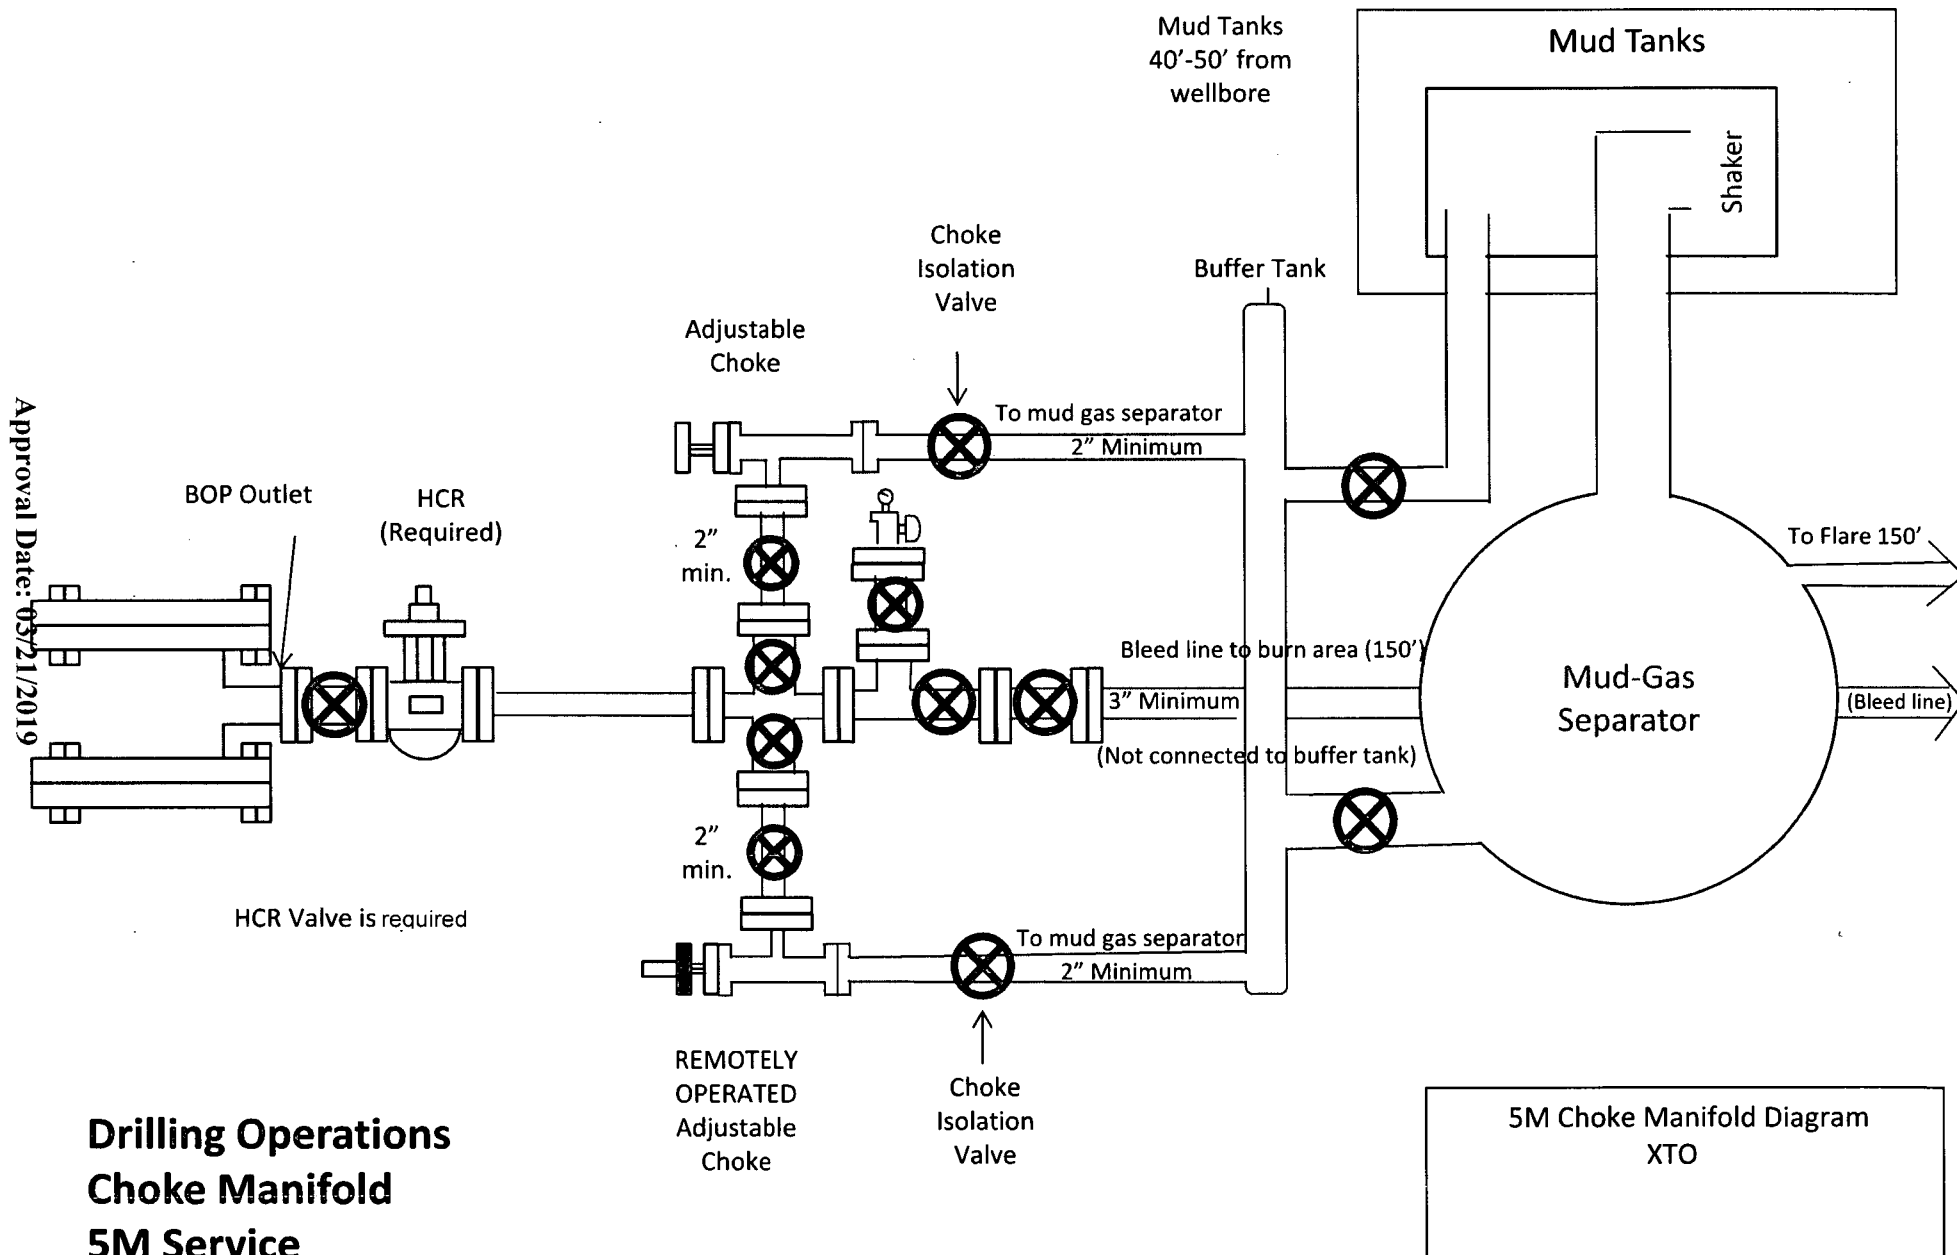 Mud Tanks
40'-50' from
wellbore
Mud Tanks
Shaker
Choke
Isolation
Valve
Buffer Tank
Adjustable
Choke
To mud gas separator
2” Minimum
Approval Date: 03/21/2019
BOP Outlet
HCR
(Required)
2”
min.
To Flare 150’
Bleed line to burn area (150’)
3” Minimum
(Not connected to buffer tank)
Mud-Gas
Separator
(Bleed line)
2”
min.
HCR Valve is required
To mud gas separator
2” Minimum
REMOTELY
OPERATED
Adjustable
Choke
Choke
Isolation
Valve
Drilling Operations
Choke Manifold
5M Service
5M Choke Manifold Diagram
XTO